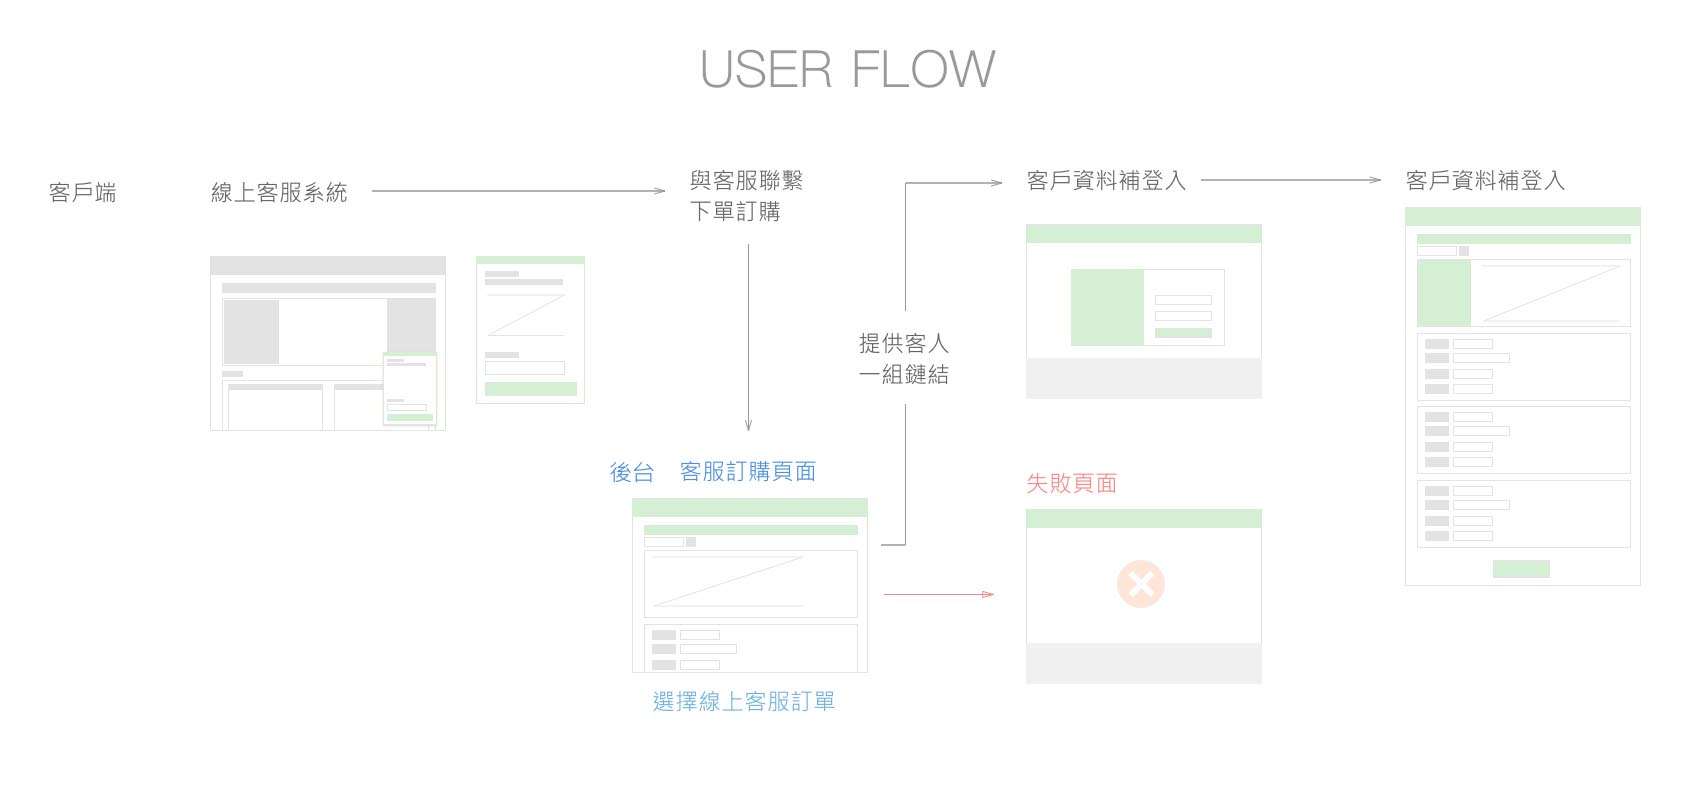 USER FLOW
客戶端
線上客服系統
與客服聯繫
下單訂購
客戶資料補登入
客戶資料補登入
提供客人
一組鏈結
後台
客服訂購頁面
失敗頁面
選擇線上客服訂單